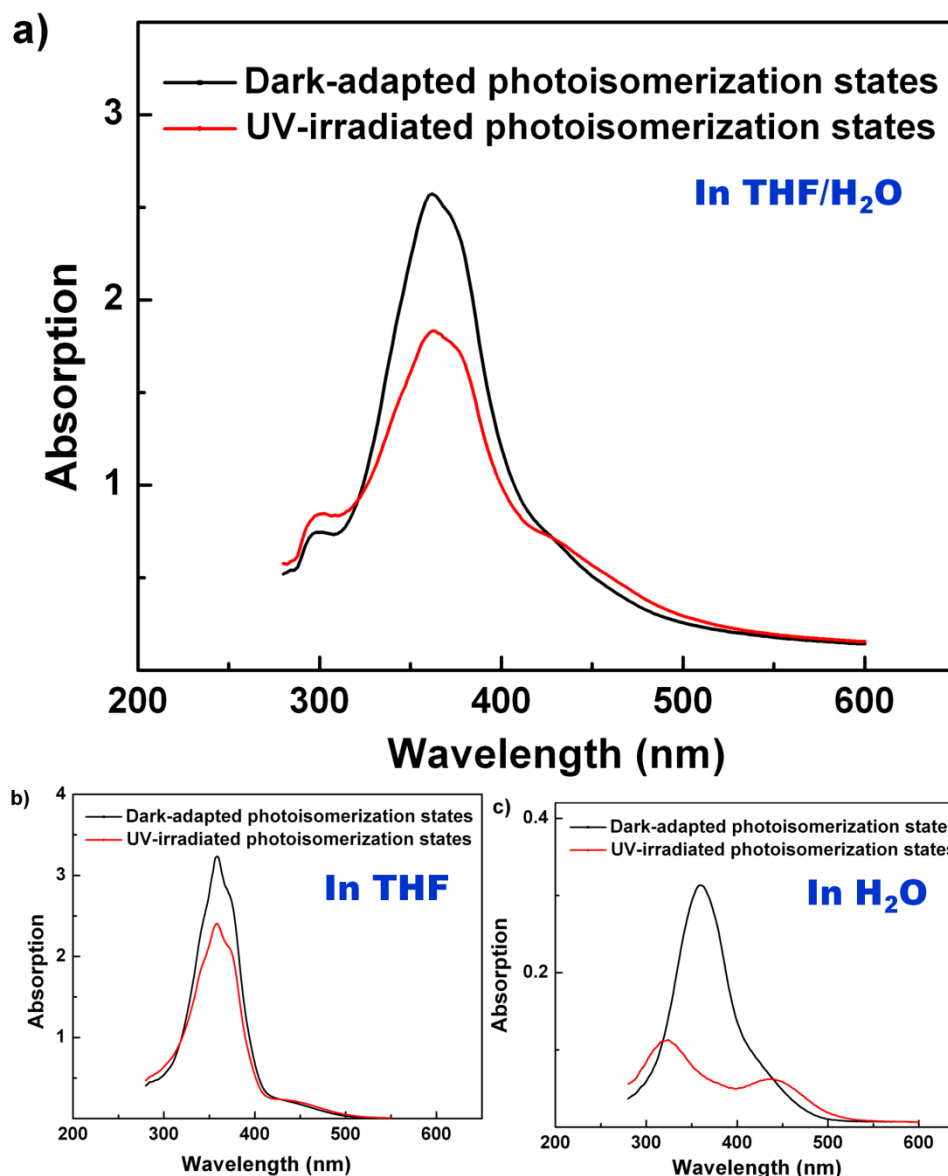 a)
Dark-adapted photoisomerization states
UV-irradiated photoisomerization states
In THF/H₂O
3
2
1
Absorption
200 300 400 500 600
Wavelength (nm)
b)
4
3
2
1
Dark-adapted photoisomerization states
UV-irradiated photoisomerization states
In THF
Absorption
200 300 400 500 600
Wavelength (nm)
c)
0.4
0.2
Dark-adapted photoisomerization state
UV-irradiated photoisomerization state
In H₂O
Absorption
200 300 400 500 600
Wavelength (nm)